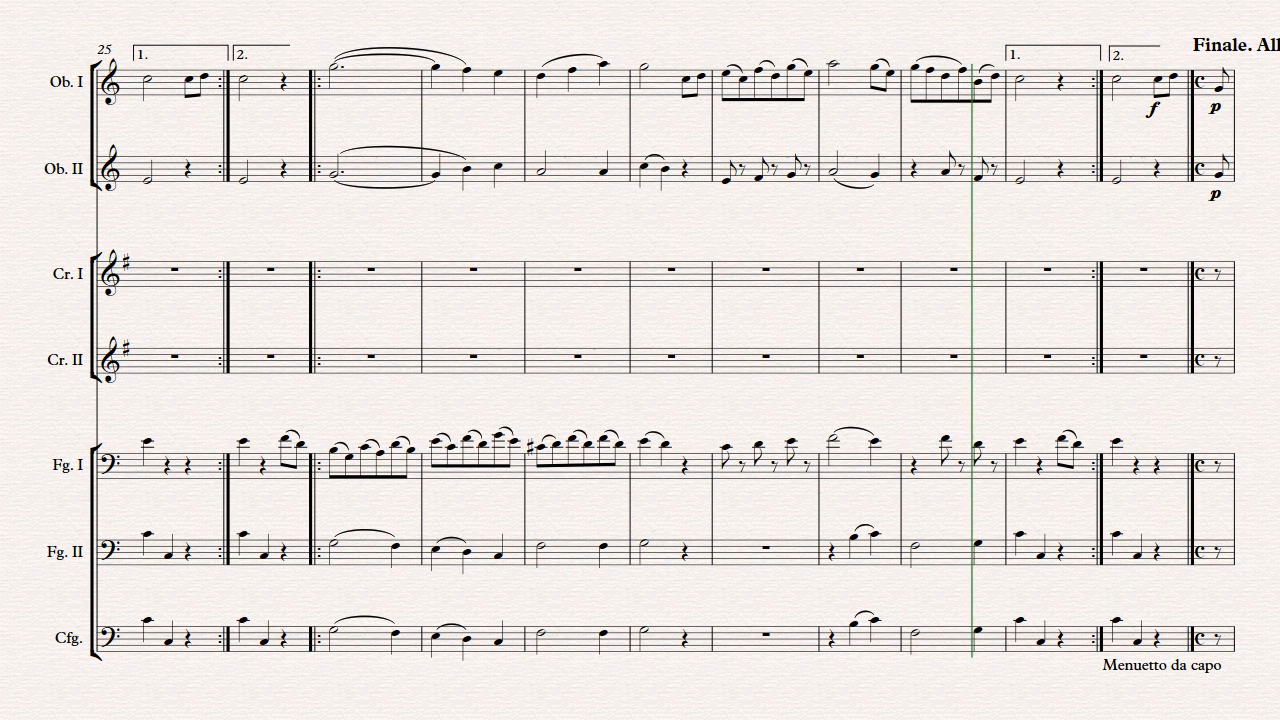 25
1.
2.
1.
2.
Finale. All
Ob. I
f
p
Ob. II
p
Cr. I
Cr. II
Fg. I
Fg. II
Cfg.
Menuetto da capo